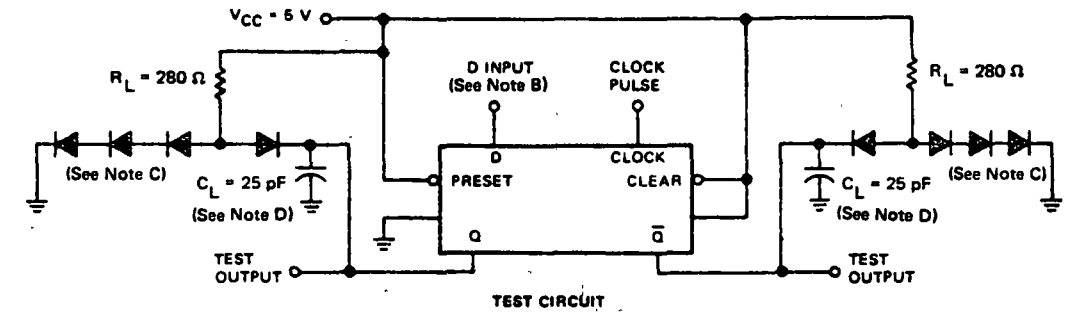 VCC = 5 V
RL = 280 Ω
D INPUT
(See Note B)
CLOCK
PULSE
RL = 280 Ω
(See Note C)
CL = 25 pF
(See Note D)
D
CLOCK
PRESET
CLEAR
Q
Q̅
CL = 25 pF
(See Note D)
(See Note C)
TEST
OUTPUT
TEST
OUTPUT
TEST CIRCUIT